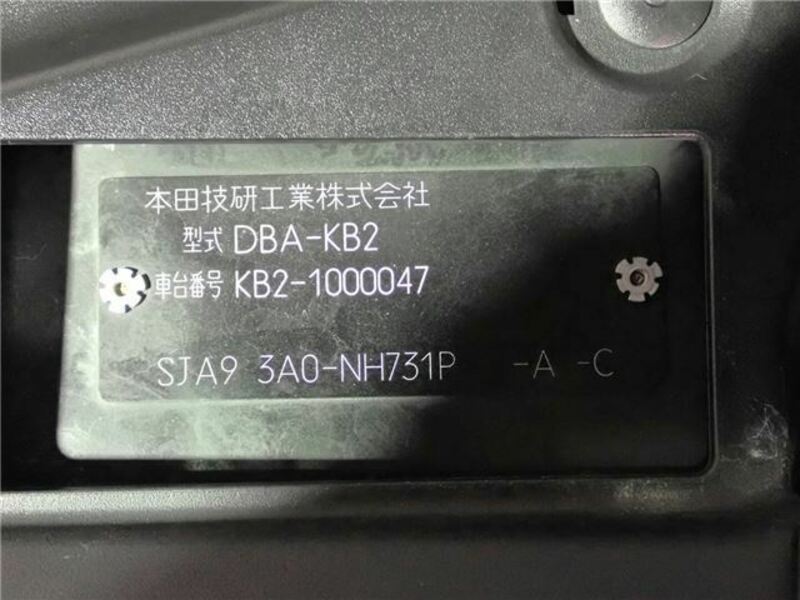 本田技研工業株式会社
型式 DBA-KB2
車台番号 KB2-1000047
SJA9 3A0-NH731P -A -C